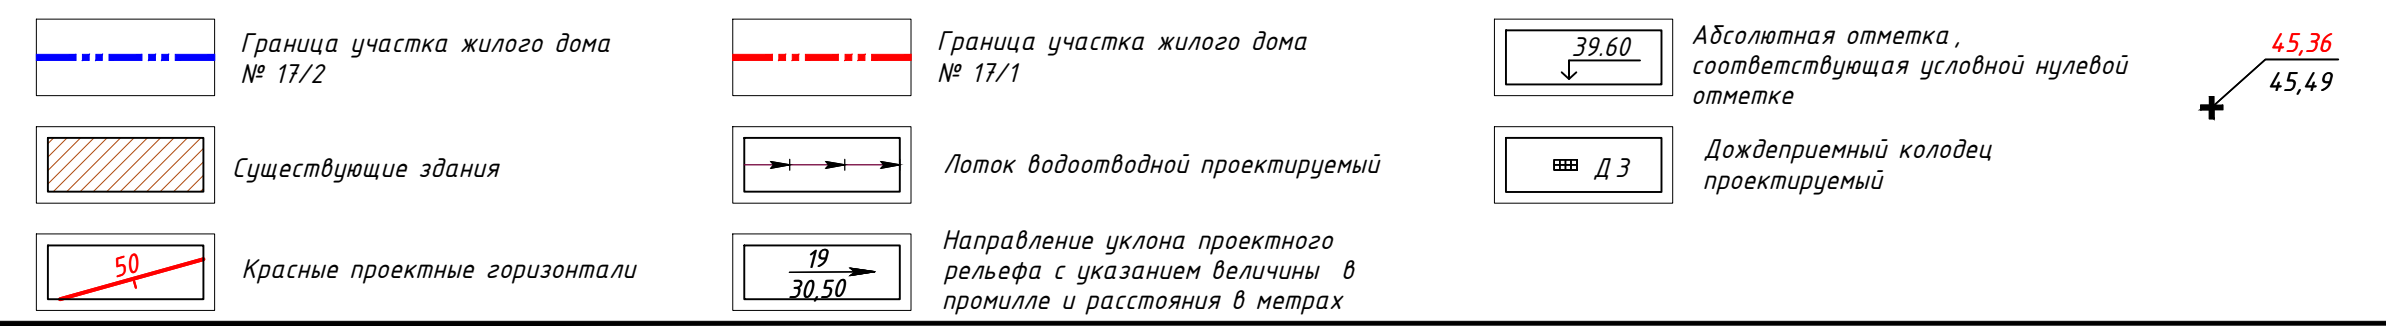 Граница участка жилого дома
№ 17/2
Граница участка жилого дома
№ 17/1
39.60
Абсолютная отметка,
соответствующая условной нулевой
отметке
45,36
45,49
Существующие здания
Лоток водоотводной проектируемый
Д 3
Дождеприемный колодец
проектируемый
50
Красные проектные горизонтали
19
30,50
Направление уклона проектного
рельефа с указанием величины в
промилле и расстояния в метрах